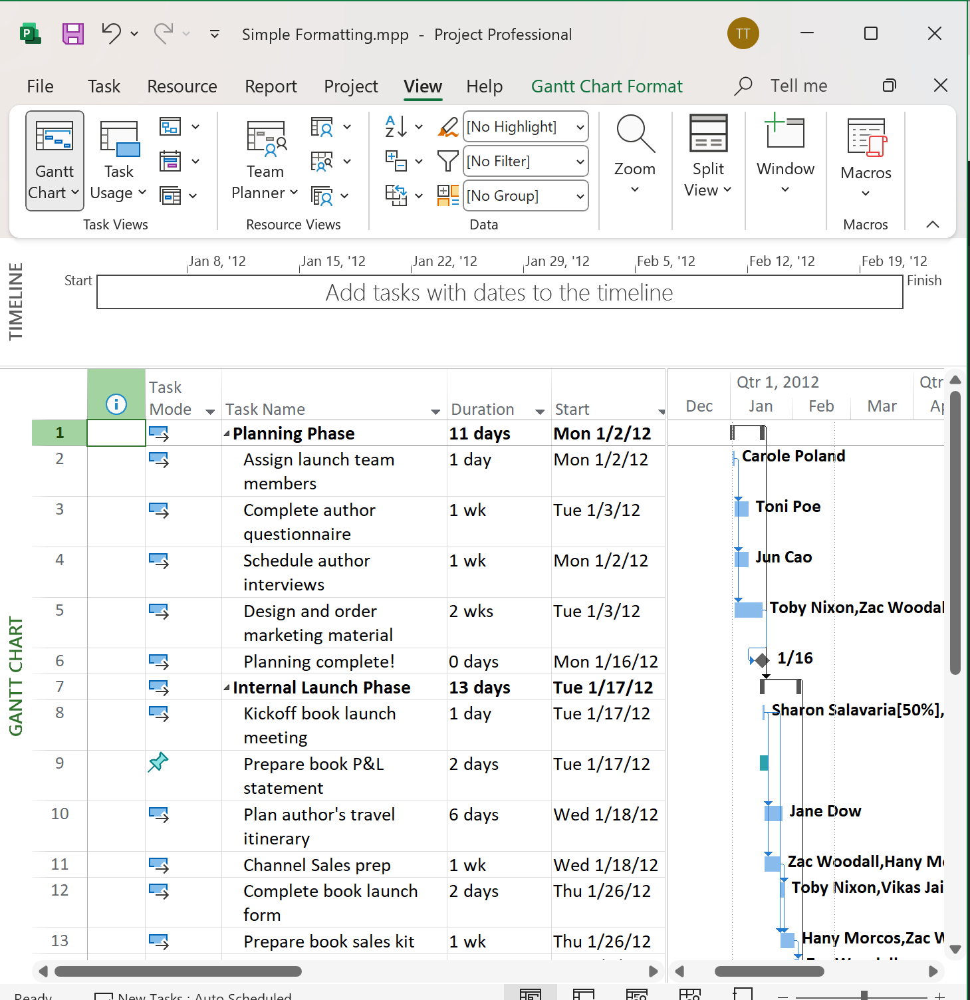 Simple Formatting.mpp - Project Professional
TT
File Task Resource Report Project View Help Gantt Chart Format Tell me
Gantt Chart
Task Usage
Team Planner
[No Highlight]
[No Filter]
[No Group]
Zoom
Split View
Window
Macros
Task Views
Resource Views
Data
Macros
TIMELINE
Jan 8, '12 Jan 15, '12 Jan 22, '12 Jan 29, '12 Feb 5, '12 Feb 12, '12 Feb 19, '12
Start
Add tasks with dates to the timeline
Finish
GANTT CHART
Task Mode Task Name Duration Start
Qtr 1, 2012 Qtr
Dec Jan Feb Mar
1 Planning Phase 11 days Mon 1/2/12
2 Assign launch team members 1 day Mon 1/2/12 Carole Poland
3 Complete author questionnaire 1 wk Tue 1/3/12 Toni Poe
4 Schedule author interviews 1 wk Mon 1/2/12 Jun Cao
5 Design and order marketing material 2 wks Tue 1/3/12 Toby Nixon,Zac Woodal
6 Planning complete! 0 days Mon 1/16/12 1/16
7 Internal Launch Phase 13 days Tue 1/17/12
8 Kickoff book launch meeting 1 day Tue 1/17/12 Sharon Salavaria[50%],
9 Prepare book P&L statement 2 days Tue 1/17/12
10 Plan author's travel itinerary 6 days Wed 1/18/12 Jane Dow
11 Channel Sales prep 1 wk Wed 1/18/12 Zac Woodall,Hany Mo
12 Complete book launch form 2 days Thu 1/26/12 Toby Nixon,Vikas Jai
13 Prepare book sales kit 1 wk Thu 1/26/12 Hany Morcos,Zac W
Ready New Tasks : Auto Scheduled